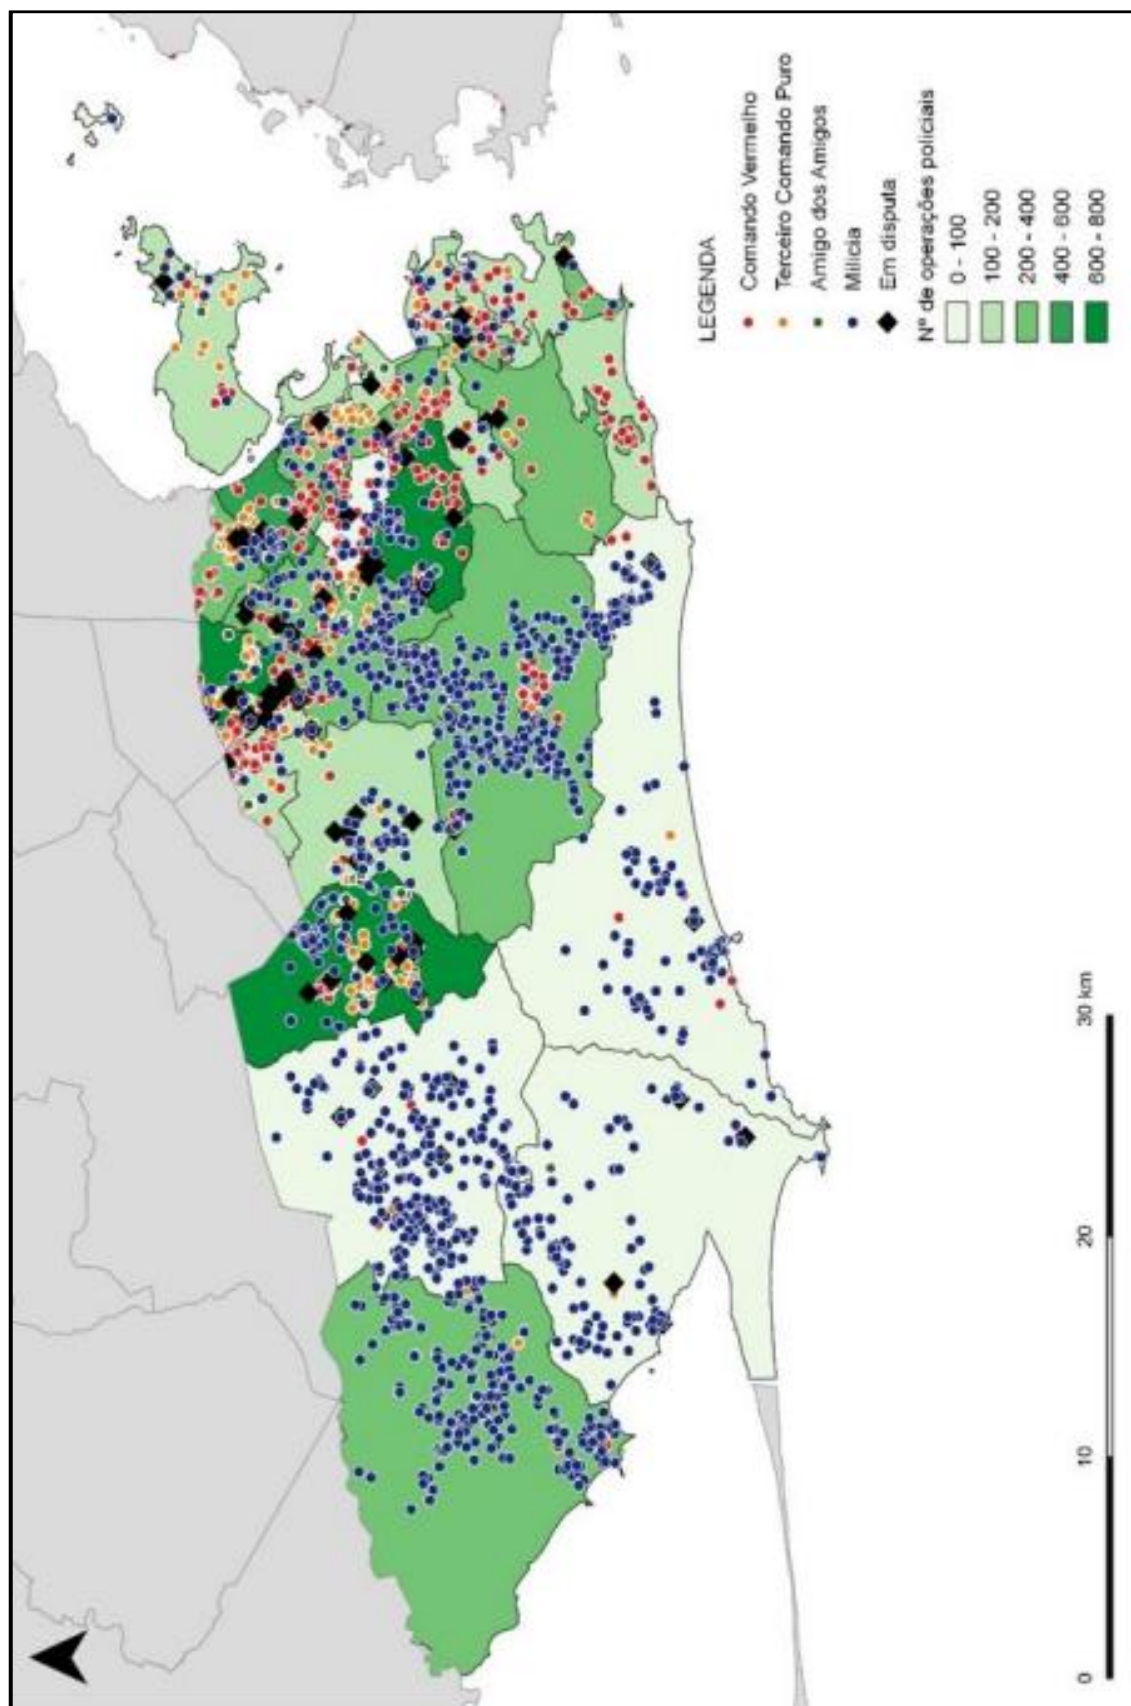 LEGENDA
Comando Vermelho
Terceiro Comando Puro
Amigo dos Amigos
Milícia
Em disputa
Nº de operações policiais
0 - 100
100 - 200
200 - 400
400 - 600
600 - 800
0 10 20 30 km